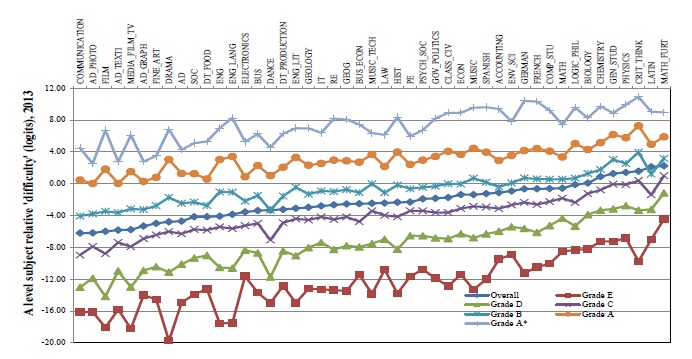 COMMUNICATION
AD_PHOTO
FILM
AD_TEXTI
MEDIA_FILM_TV
AD_GRAPH
FINE_ART
DRAMA
AD
SOC
DT_FOOD
ENG
ENG_LANG
ELECTRONICS
BUS
DANCE
DT_PRODUCTION
ENG_LIT
GEOLOGY
IT
RE
GEOG
BUS_ECON
MUSIC_TECH
LAW
HIST
PE
PSYCH_SOC
GOV_POLITICS
CLASS_CIV
ECON
MUSIC
SPANISH
ACCOUNTING
ENV_SCI
GERMAN
FRENCH
COMP_STU
MATH
LOGIC_PHIL
BIOLOGY
CHEMISTRY
GEN_STUD
PHYSICS
CRIT_THINK
LATIN
MATH_FURT
A level subject relative 'difficulty' (logits), 2013
12.00
8.00
4.00
0.00
-4.00
-8.00
-12.00
-16.00
-20.00
Overall
Grade E
Grade D
Grade C
Grade B
Grade A
Grade A*